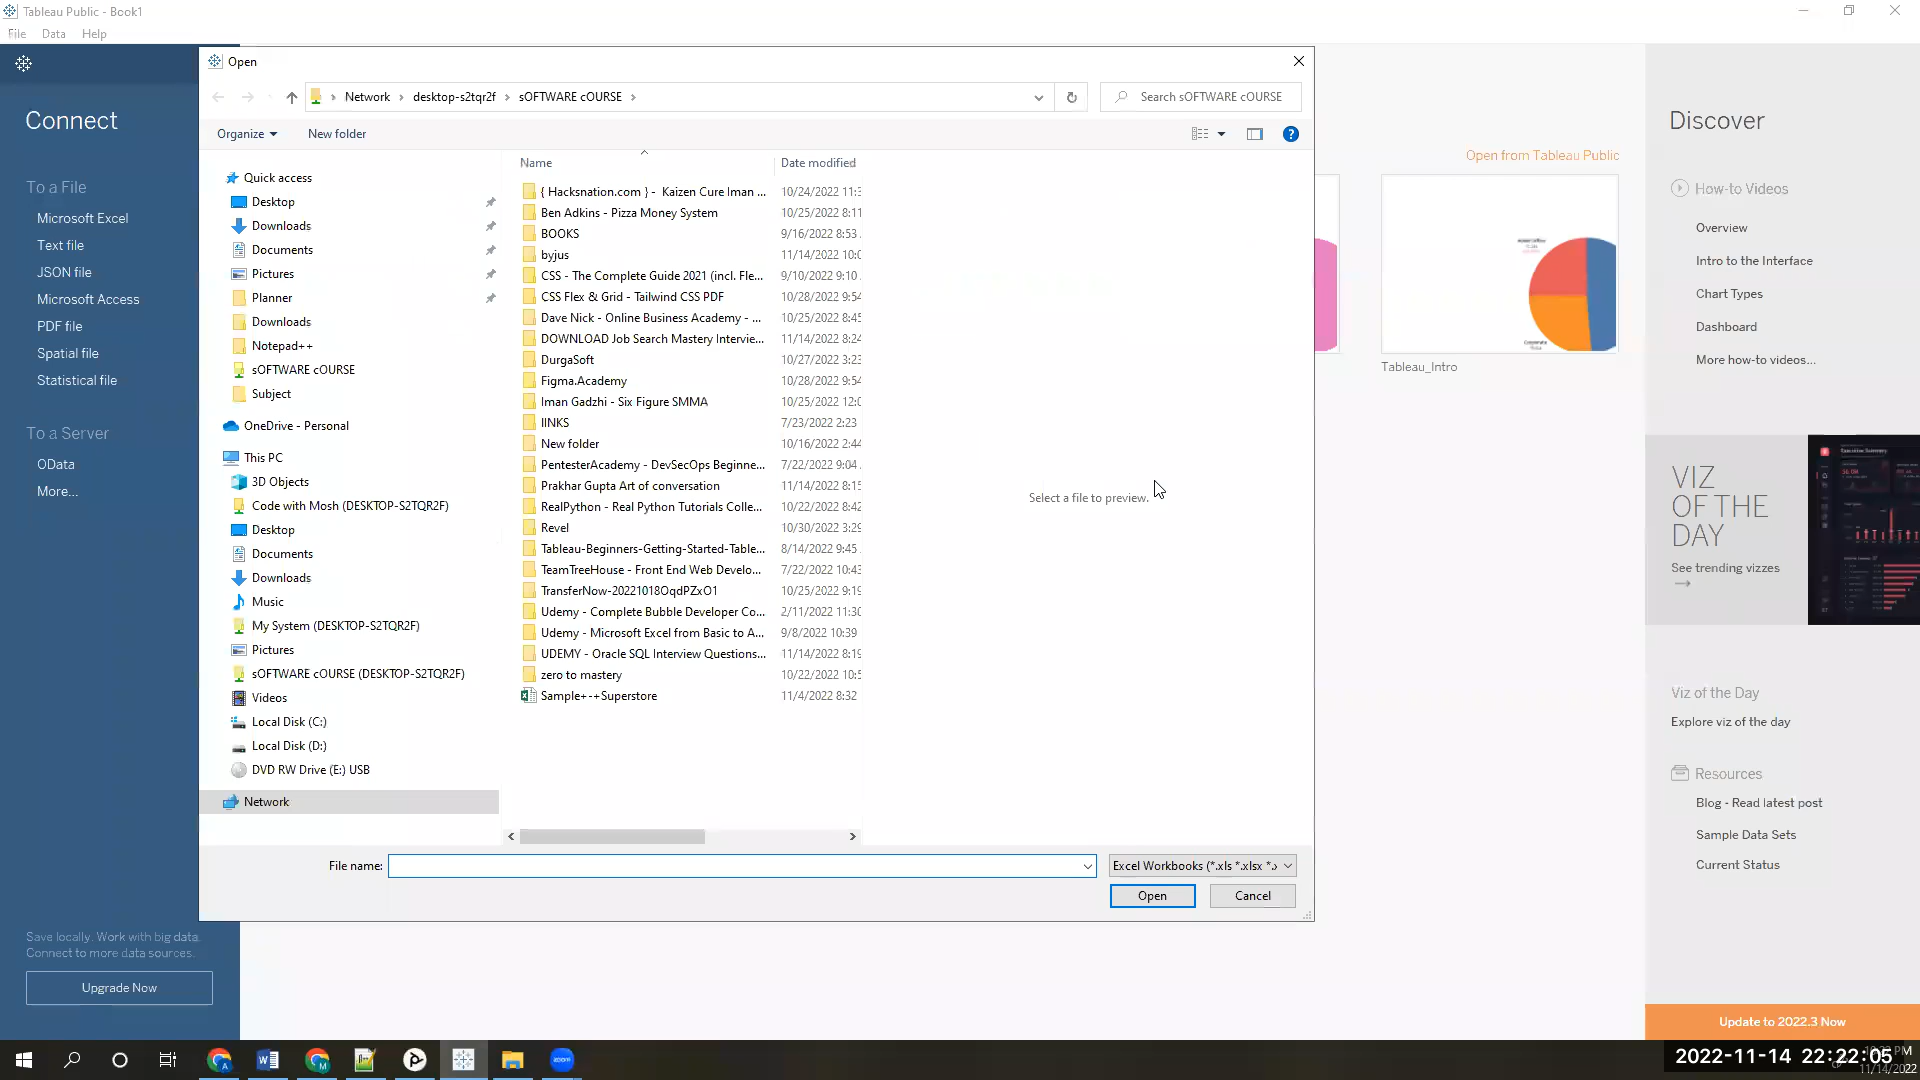 Tableau Public - Book1
File Data Help
Connect
To a File
Microsoft Excel
Text file
JSON file
Microsoft Access
PDF file
Spatial file
Statistical file
To a Server
OData
More...
Save locally. Work with big data.
Connect to more data sources.
Upgrade Now
Open
Network desktop-s2tqr2f sOFTWARE cOURSE
Search sOFTWARE cOURSE
Organize New folder
Quick access
Desktop
Downloads
Documents
Pictures
Planner
Downloads
Notepad++
sOFTWARE cOURSE
Subject
OneDrive - Personal
This PC
3D Objects
Code with Mosh (DESKTOP-S2TQR2F)
Desktop
Documents
Downloads
Music
My System (DESKTOP-S2TQR2F)
Pictures
sOFTWARE cOURSE (DESKTOP-S2TQR2F)
Videos
Local Disk (C:)
Local Disk (D:)
DVD RW Drive (E:) USB
Network
Name Date modified
{ Hacksnation.com } - Kaizen Cure Iman ... 10/24/2022 11:3
Ben Adkins - Pizza Money System 10/25/2022 8:11
BOOKS 9/16/2022 8:53
byjus 11/14/2022 10:0
CSS - The Complete Guide 2021 (incl. Fle... 9/10/2022 9:10
CSS Flex & Grid - Tailwind CSS PDF 10/28/2022 9:54
Dave Nick - Online Business Academy - ... 10/25/2022 8:45
DOWNLOAD Job Search Mastery Intervie... 11/14/2022 8:24
DurgaSoft 10/27/2022 3:23
Figma.Academy 10/28/2022 9:54
Iman Gadzhi - Six Figure SMMA 10/25/2022 12:0
lINKS 7/23/2022 2:23
New folder 10/16/2022 2:44
PentesterAcademy - DevSecOps Beginne... 7/22/2022 9:04
Prakhar Gupta Art of conversation 11/14/2022 8:15
RealPython - Real Python Tutorials Colle... 10/22/2022 8:42
Revel 10/30/2022 3:29
Tableau-Beginners-Getting-Started-Table... 8/14/2022 9:45
TeamTreeHouse - Front End Web Develo... 7/22/2022 10:43
TransferNow-20221018OqdPZxO1 10/25/2022 9:19
Udemy - Complete Bubble Developer Co... 2/11/2022 11:30
Udemy - Microsoft Excel from Basic to A... 9/8/2022 10:39
UDEMY - Oracle SQL Interview Questions... 11/14/2022 8:19
zero to mastery 10/22/2022 10:5
Sample+-+Superstore 11/4/2022 8:32
Select a file to preview.
File name:
Excel Workbooks (*.xls *.xlsx *.x
Open Cancel
Open from Tableau Public
Tableau_Intro
Discover
How-to Videos
Overview
Intro to the Interface
Chart Types
Dashboard
More how-to videos...
VIZ
OF THE
DAY
See trending vizzes
Viz of the Day
Explore viz of the day
Resources
Blog - Read latest post
Sample Data Sets
Current Status
Update to 2022.3 Now
2022-11-14 22:22:05
11/14/2022